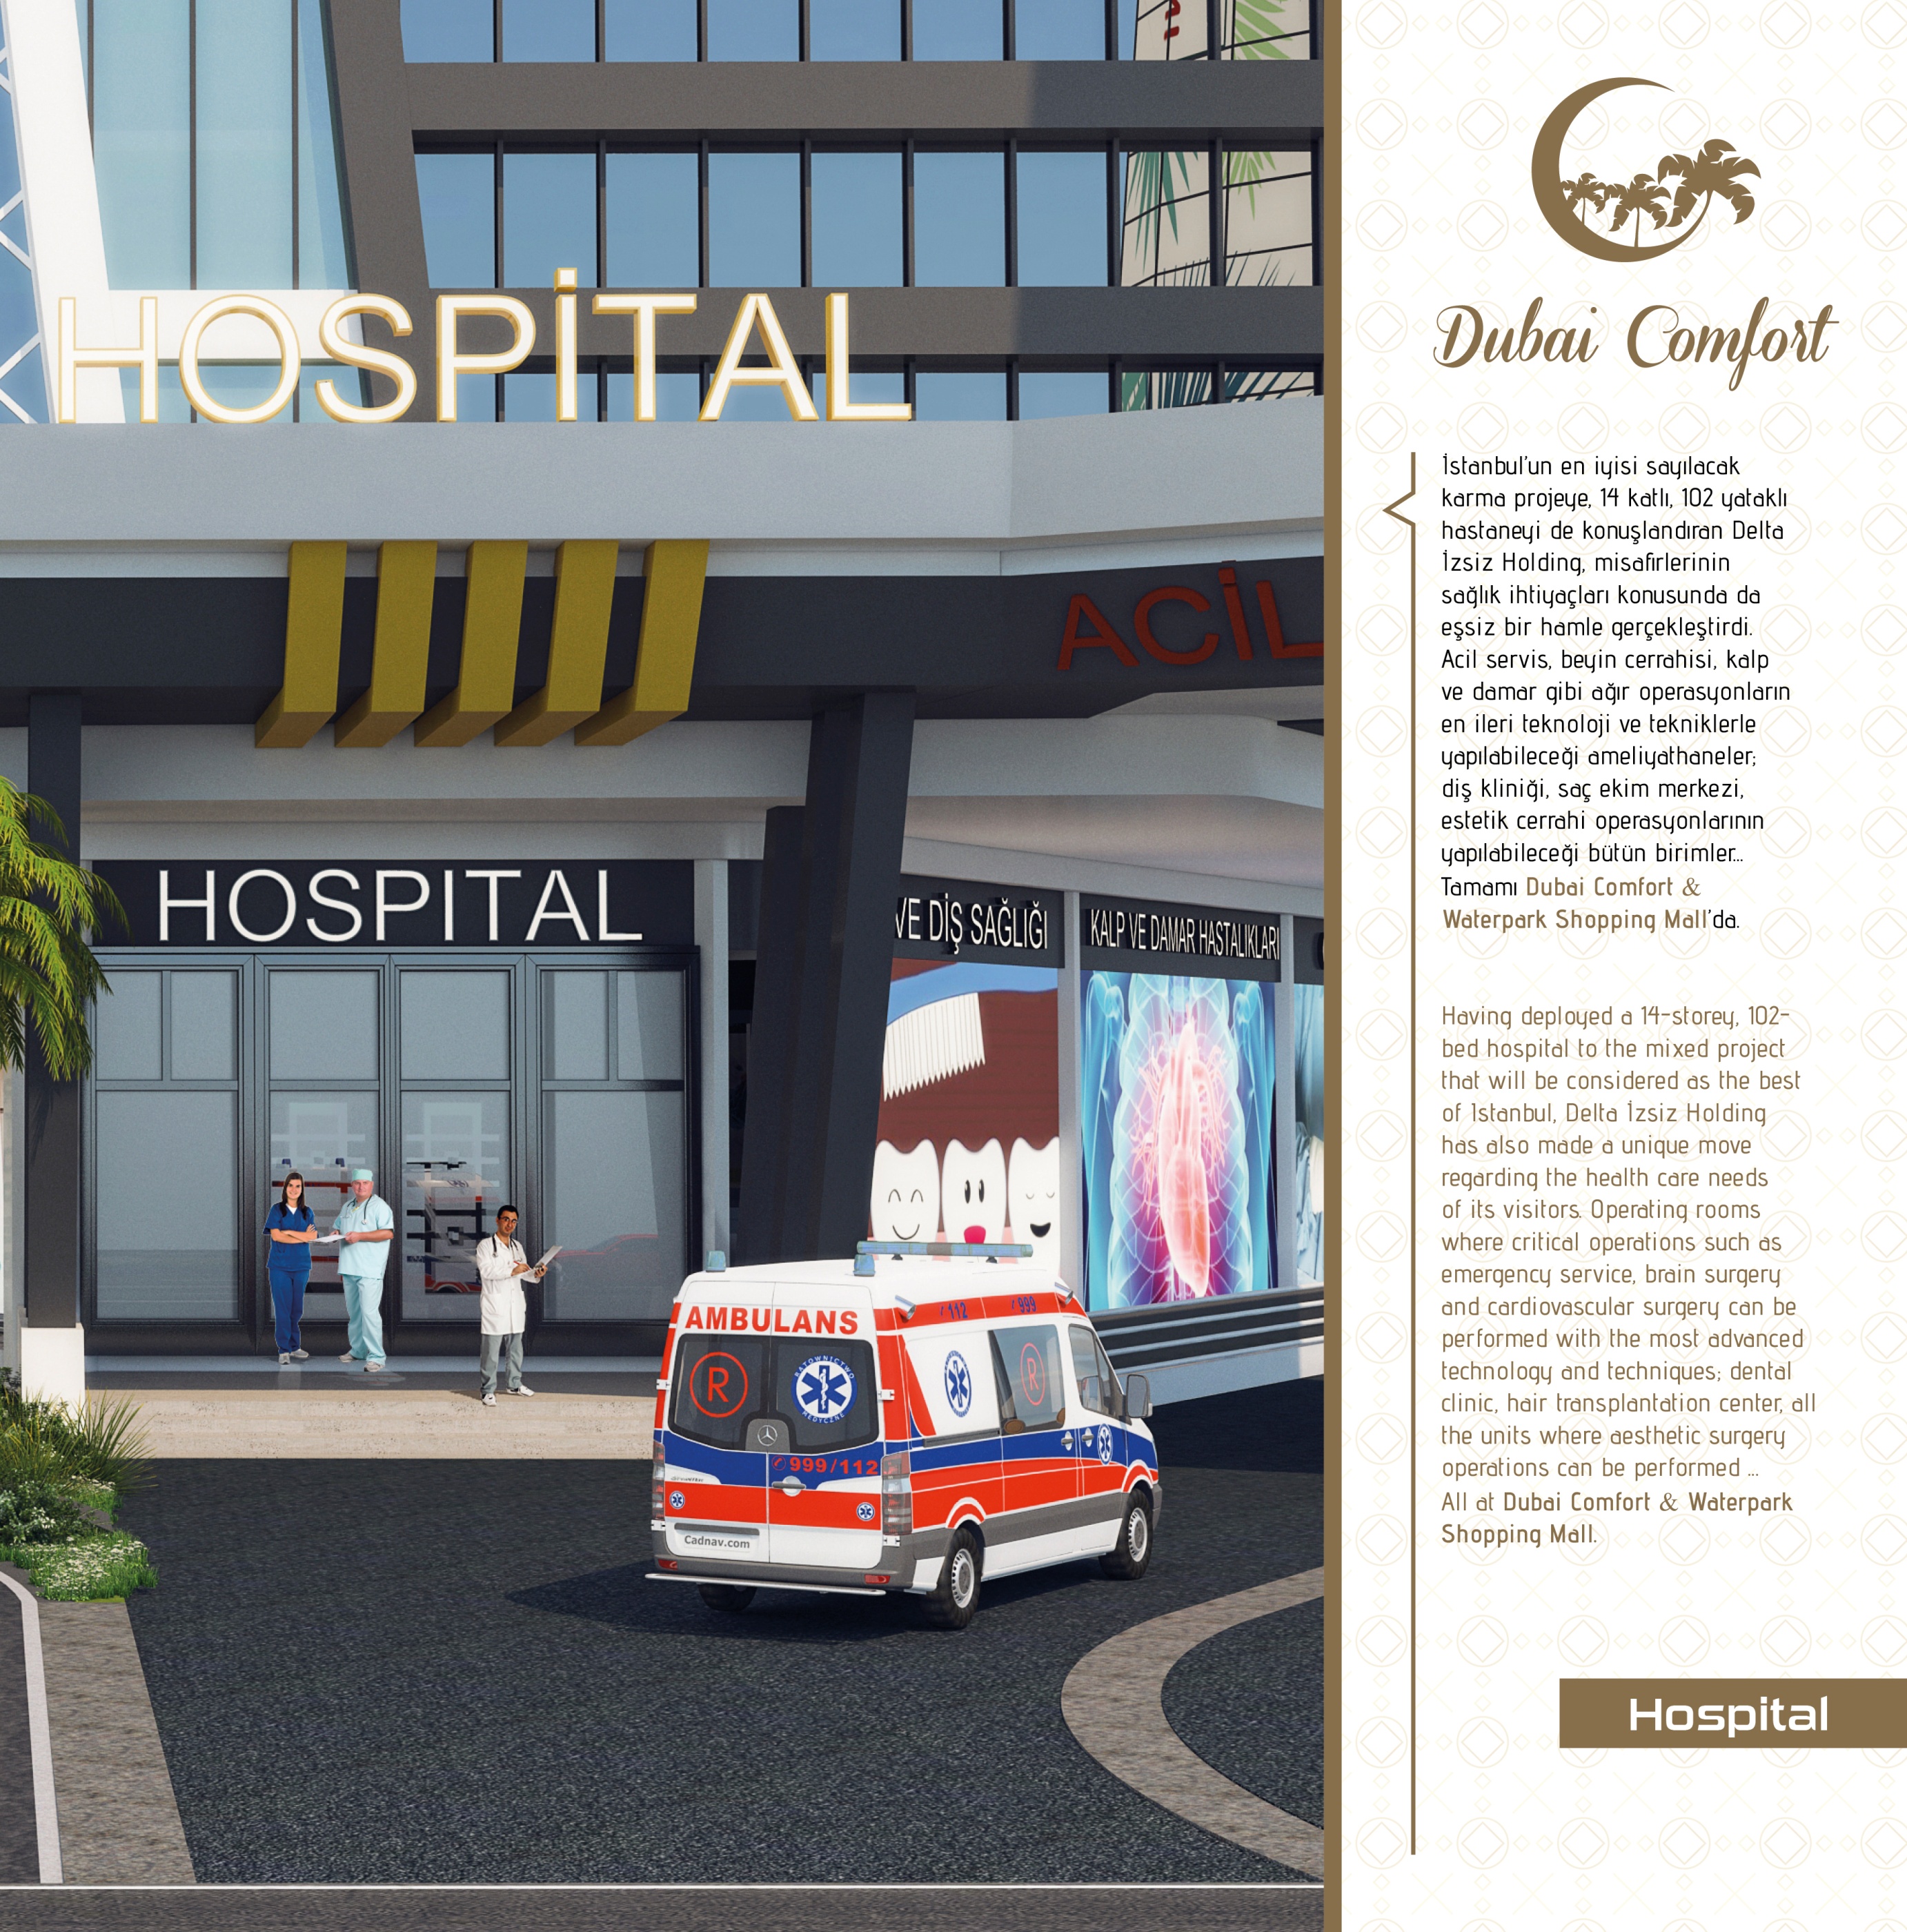 HOSPİTAL
ACİL
HOSPITAL
VE DİŞ SAĞLIĞI
KALP VE DAMAR HASTALIKLARI
AMBULANS
112
999
R
R
RATOWNICTWO
MEDYCZNE
999/112
Cadnav.com
Dubai Comfort
İstanbul'un en iyisi sayılacak
karma projeye, 14 katlı, 102 yataklı
hastaneyi de konuşlandıran Delta
İzsiz Holding, misafirlerinin
sağlık ihtiyaçları konusunda da
eşsiz bir hamle gerçekleştirdi.
Acil servis, beyin cerrahisi, kalp
ve damar gibi ağır operasyonların
en ileri teknoloji ve tekniklerle
yapılabileceği ameliyathaneler;
diş kliniği, saç ekim merkezi,
estetik cerrahi operasyonlarının
yapılabileceği bütün birimler...
Tamamı Dubai Comfort &
Waterpark Shopping Mall'da.
Having deployed a 14-storey, 102-
bed hospital to the mixed project
that will be considered as the best
of Istanbul, Delta İzsiz Holding
has also made a unique move
regarding the health care needs
of its visitors. Operating rooms
where critical operations such as
emergency service, brain surgery
and cardiovascular surgery can be
performed with the most advanced
technology and techniques; dental
clinic, hair transplantation center, all
the units where aesthetic surgery
operations can be performed ...
All at Dubai Comfort & Waterpark
Shopping Mall.
Hospital